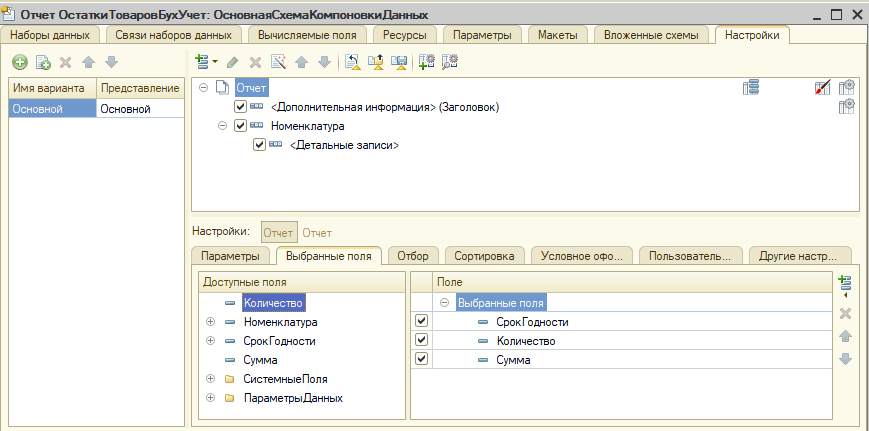 Отчет ОстаткиТоваровБухУчет: ОсновнаяСхемаКомпоновкиДанных
Наборы данных Связи наборов данных Вычисляемые поля Ресурсы Параметры Макеты Вложенные схемы Настройки
Имя варианта Представление
Основной Основной
Отчет
<Дополнительная информация> (Заголовок)
Номенклатура
<Детальные записи>
Настройки: Отчет Отчет
Параметры Выбранные поля Отбор Сортировка Условное офо... Пользователь... Другие настр...
Доступные поля
Количество
Номенклатура
СрокГодности
Сумма
СистемныеПоля
ПараметрыДанных
Поле
Выбранные поля
СрокГодности
Количество
Сумма